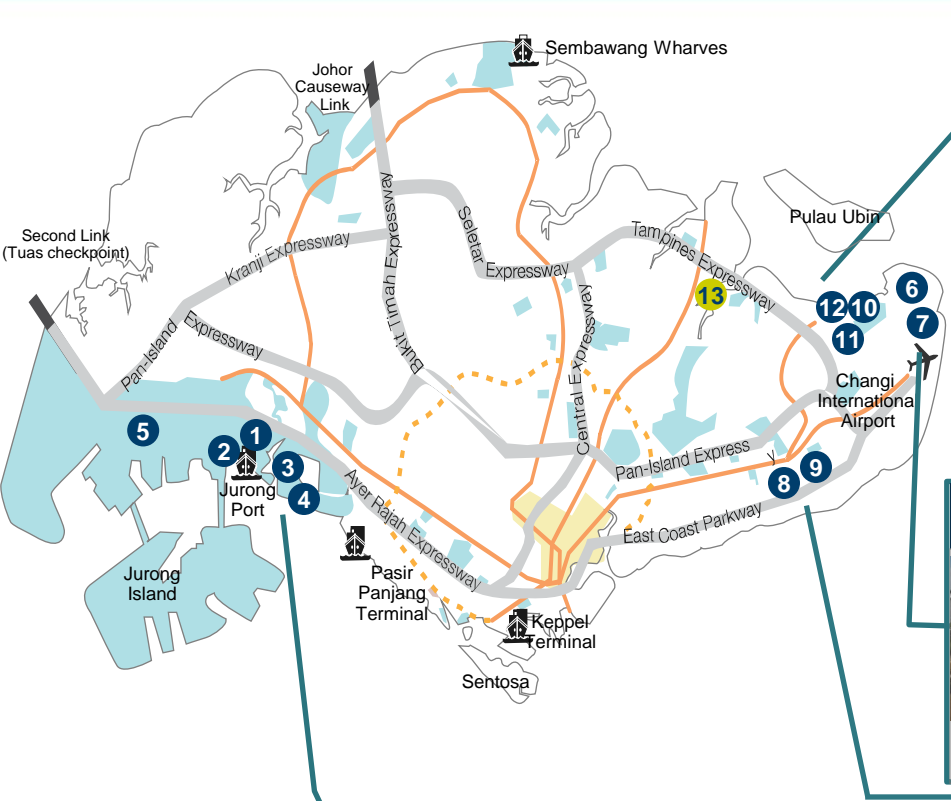 Sembawang Wharves
Johor
Causeway
Link
Pulau Ubin
Second Link
(Tuas checkpoint)
Kranji Expressway
Bukit Timah Expressway
Seletar
Expressway
Tampines Expressway
Central Expressway
Pan-Island
Expressway
13
6
12
10
7
11
Changi
Internationa
Airport
5
1
2
3
4
Jurong
Port
Pan-Island Express
y
9
8
Ayer Rajah Expressway
East Coast Parkway
Jurong
Island
Pasir
Panjang
Terminal
Keppel
Terminal
Sentosa